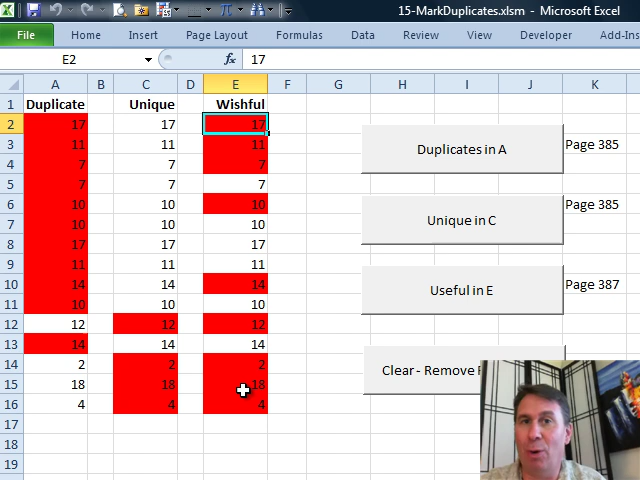 15-MarkDuplicates.xlsm - Microsoft Excel
File Home Insert Page Layout Formulas Data Review View Developer Add-Ins
E2 fx 17
A B C D E F G H I J K
1 Duplicate Unique Wishful
2 17 17 17
3 11 11 11 Page 385
4 7 7 7 Duplicates in A
5 7 7 7
6 10 10 10 Page 385
7 10 10 10 Unique in C
8 17 17 17
9 11 11 11
10 14 14 14 Useful in E Page 387
11 10 10 10
12 12 12 12
13 14 14 14
14 2 2 2 Clear - Remove
15 18 18 18
16 4 4 4
17
18
19